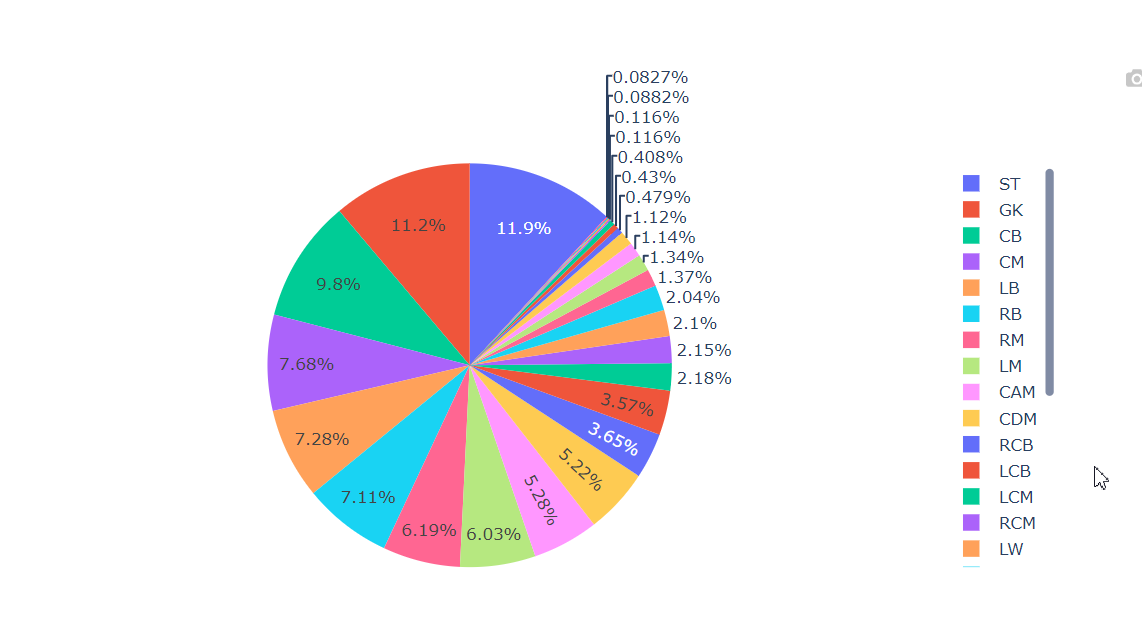 0.0827%
0.0882%
0.116%
0.116%
0.408%
0.43%
0.479%
1.12%
1.14%
1.34%
1.37%
2.04%
2.1%
2.15%
2.18%
3.57%
3.65%
5.22%
5.28%
6.03%
6.19%
7.11%
7.28%
7.68%
9.8%
11.2%
11.9%
ST
GK
CB
CM
LB
RB
RM
LM
CAM
CDM
RCB
LCB
LCM
RCM
LW